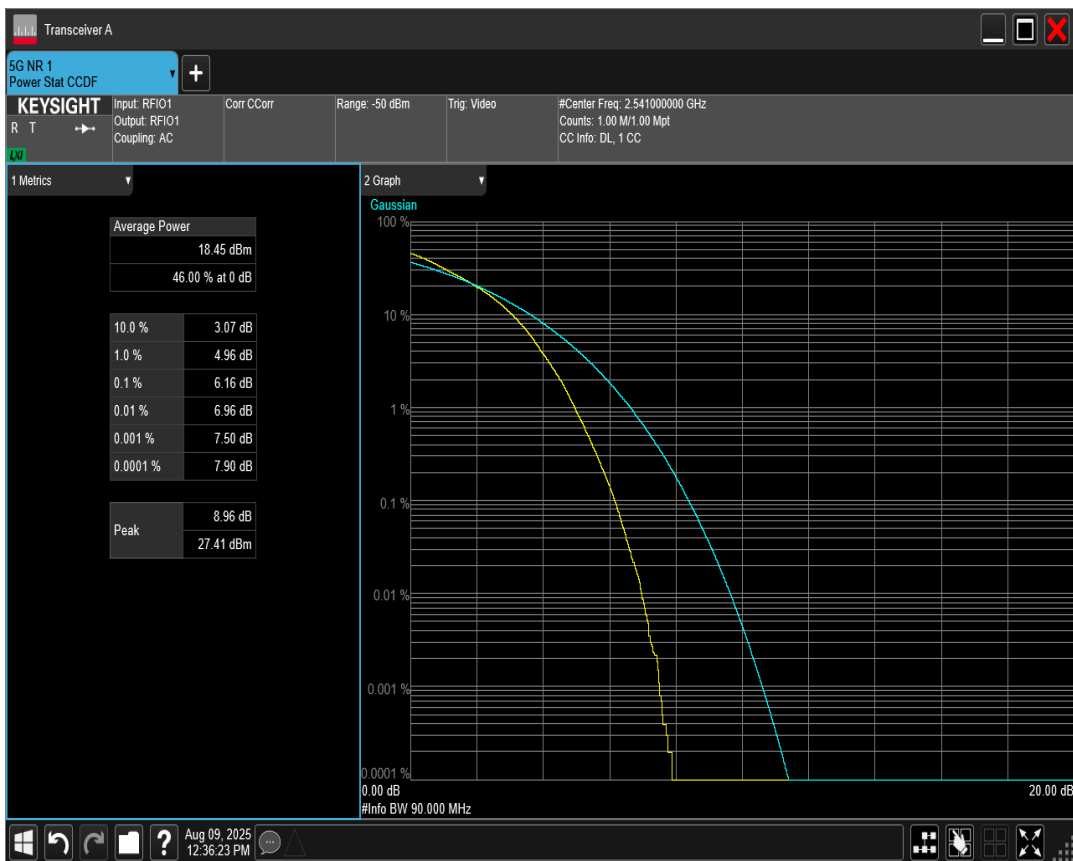 Transceiver A
5G NR 1
Power Stat CCDF
KEYSIGHT
R T
LXI
Input: RFIO1
Output: RFIO1
Coupling: AC
Corr CCorr
Range: -50 dBm
Trig: Video
#Center Freq: 2.541000000 GHz
Counts: 1.00 M/1.00 Mpt
CC Info: DL, 1 CC
1 Metrics
Average Power
18.45 dBm
46.00 % at 0 dB
10.0 % 3.07 dB
1.0 % 4.96 dB
0.1 % 6.16 dB
0.01 % 6.96 dB
0.001 % 7.50 dB
0.0001 % 7.90 dB
Peak
8.96 dB
27.41 dBm
2 Graph
Gaussian
100 %
10 %
1 %
0.1 %
0.01 %
0.001 %
0.0001 %
0.00 dB 20.00 dB
#Info BW 90.000 MHz
?
Aug 09, 2025
12:36:23 PM